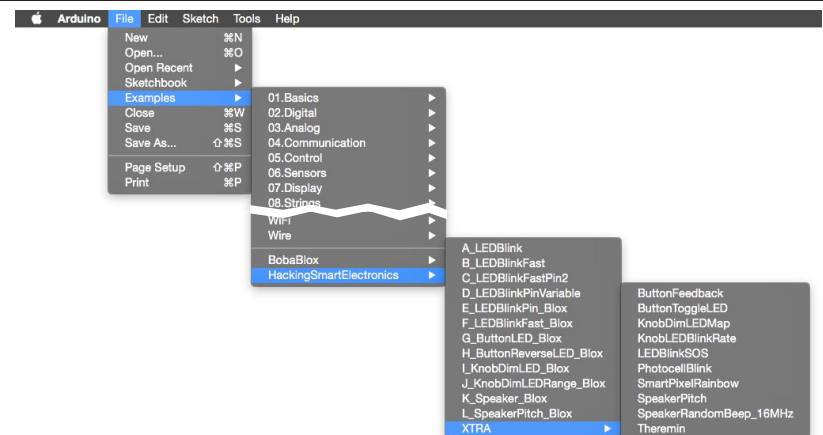 Arduino File Edit Sketch Tools Help
New ⌘N
Open... ⌘O
Open Recent ▶
Sketchbook ▶
Examples ▶
Close ⌘W
Save ⌘S
Save As... ⇧⌘S
Page Setup ⇧⌘P
Print ⌘P
01.Basics ▶
02.Digital ▶
03.Analog ▶
04.Communication ▶
05.Control ▶
06.Sensors ▶
07.Display ▶
08.Strings ▶
WiFi ▶
Wire ▶
BobaBlox ▶
HackingSmartElectronics ▶
A_LEDBlink
B_LEDBlinkFast
C_LEDBlinkFastPin2
D_LEDBlinkPinVariable
E_LEDBlinkPin_Blox
F_LEDBlinkFast_Blox
G_ButtonLED_Blox
H_ButtonReverseLED_Blox
I_KnobDimLED_Blox
J_KnobDimLEDRange_Blox
K_Speaker_Blox
L_SpeakerPitch_Blox
XTRA ▶
ButtonFeedback
ButtonToggleLED
KnobDimLEDMap
KnobLEDBlinkRate
LEDBlinkSOS
PhotocellBlink
SmartPixelRainbow
SpeakerPitch
SpeakerRandomBeep_16MHz
Theremin